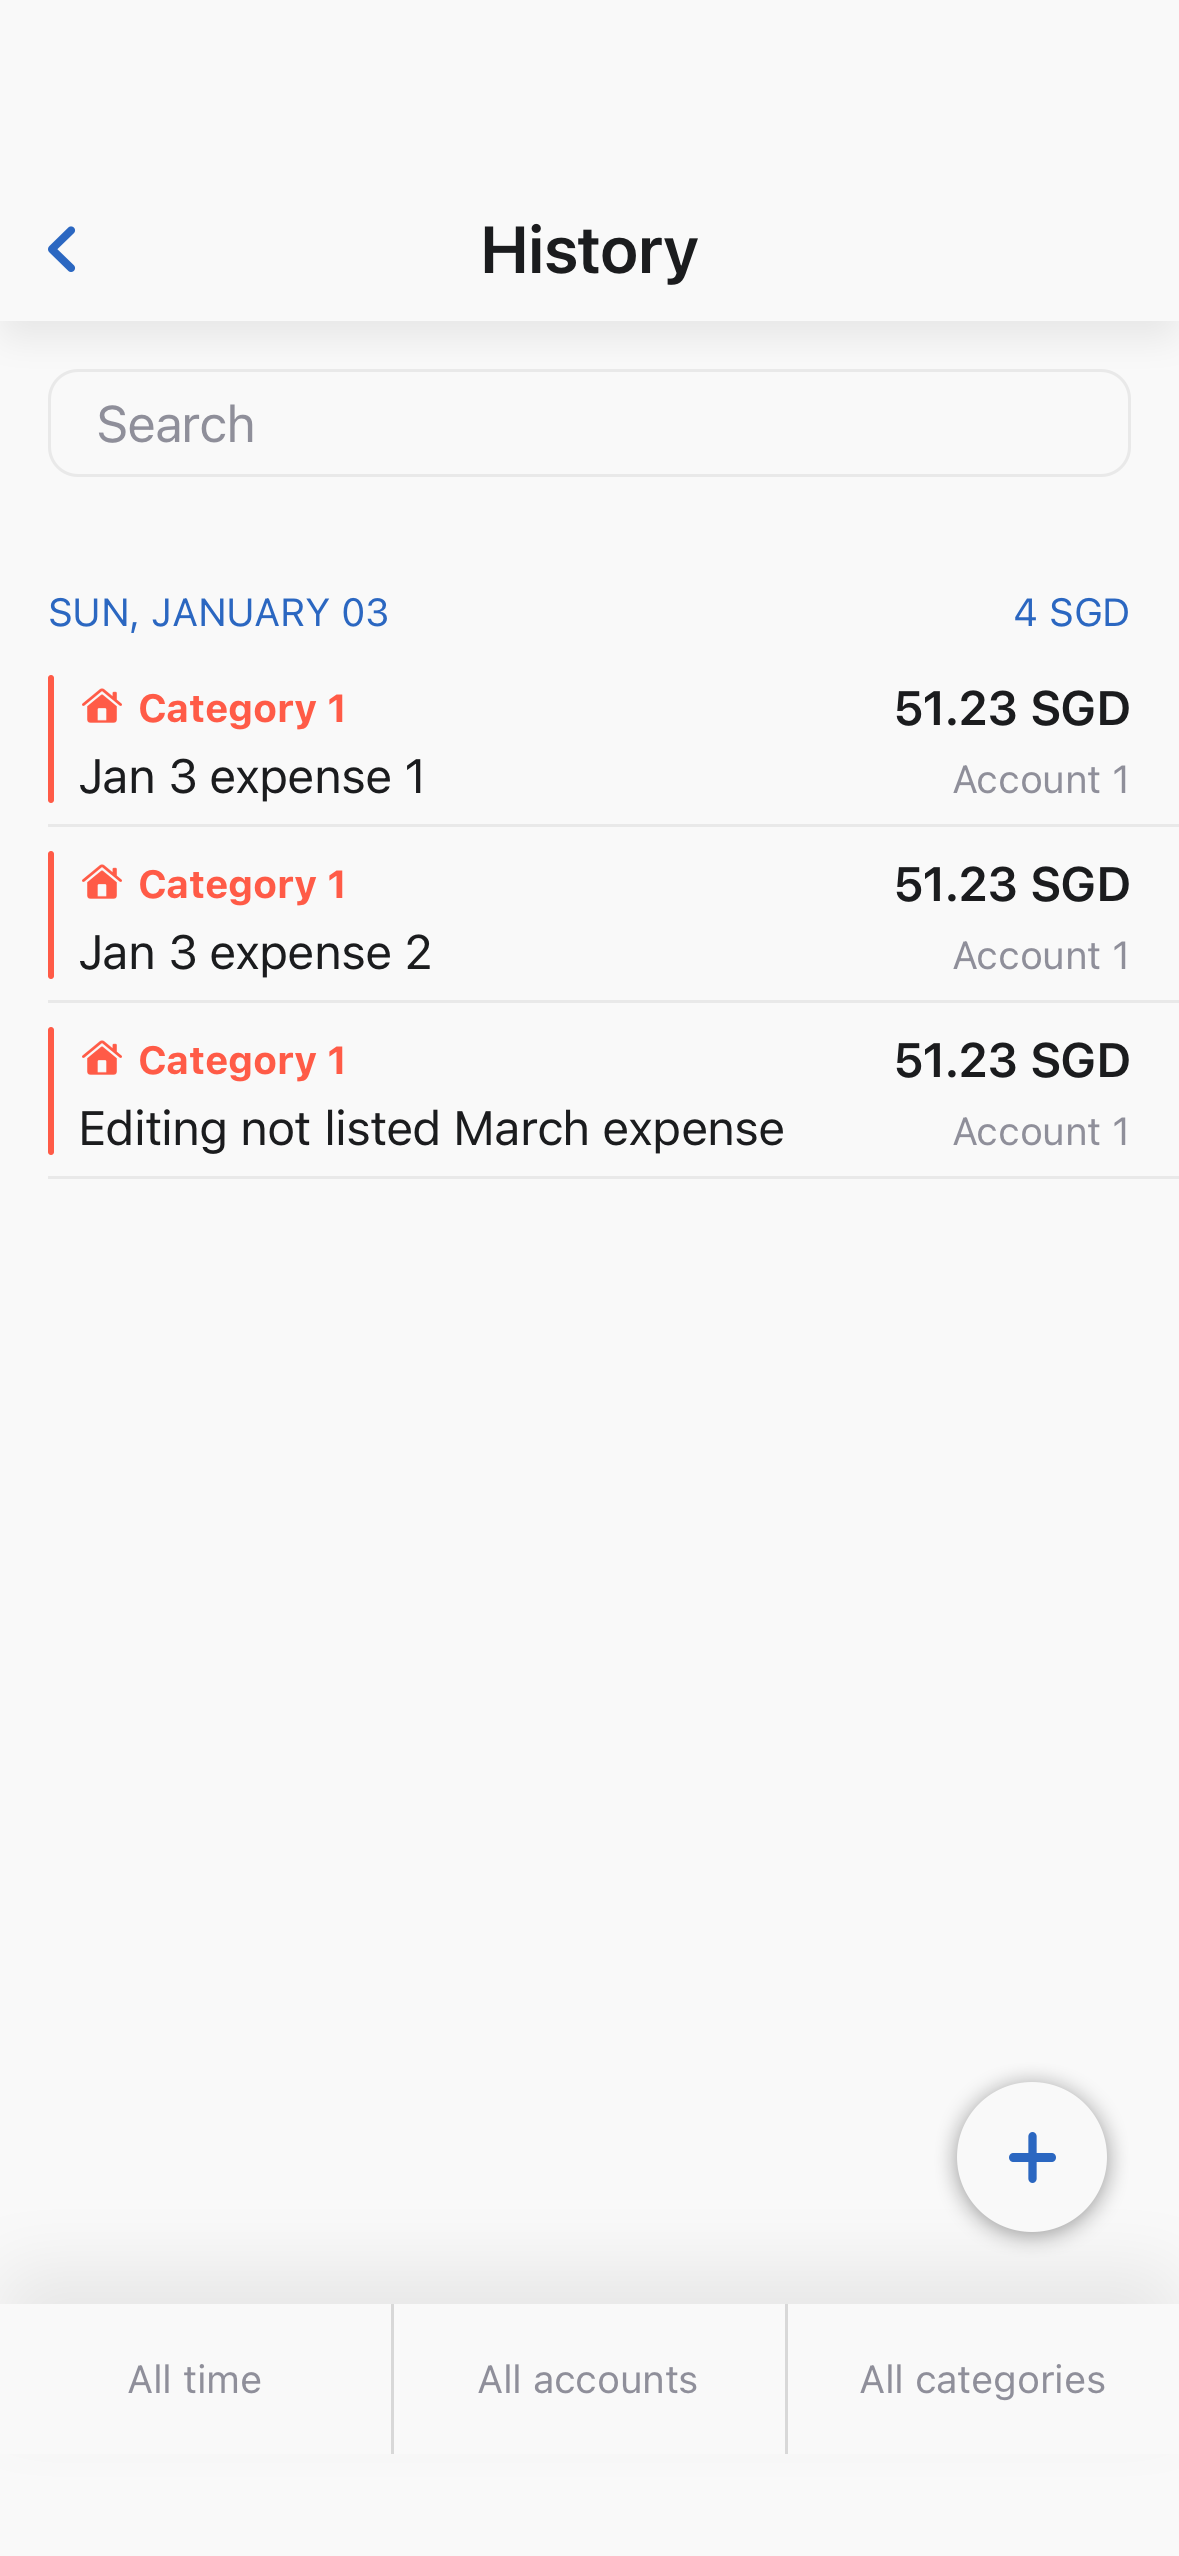 History
Search
SUN, JANUARY 03 4 SGD
Category 1 51.23 SGD
Jan 3 expense 1 Account 1
Category 1 51.23 SGD
Jan 3 expense 2 Account 1
Category 1 51.23 SGD
Editing not listed March expense Account 1
All time All accounts All categories